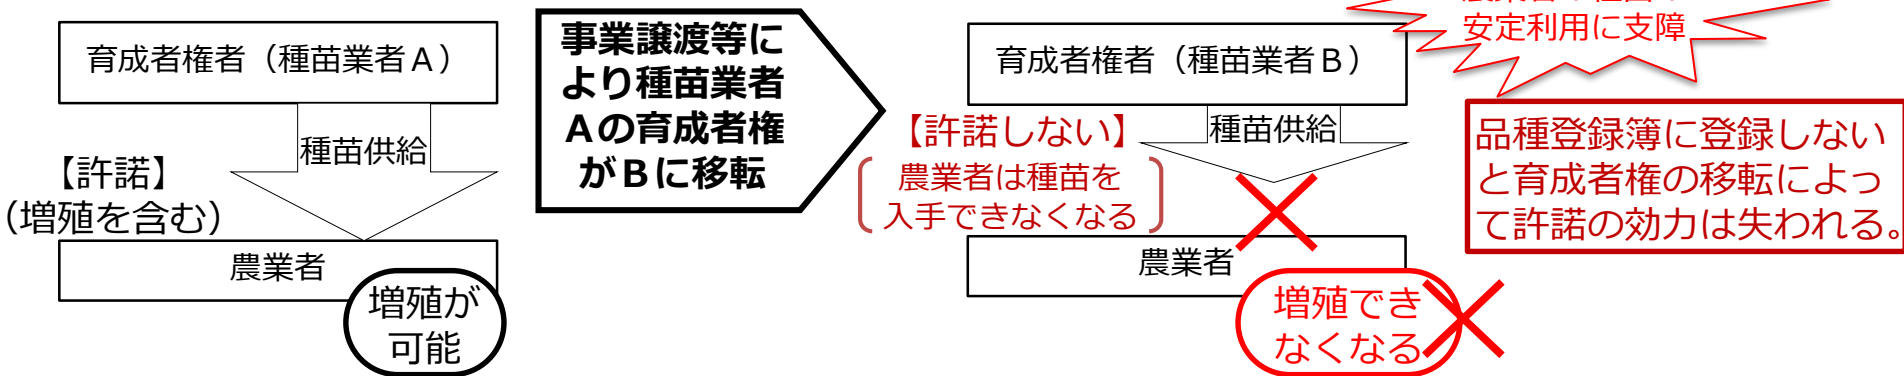 育成者権者（種苗業者Ａ）
種苗供給
【許諾】
（増殖を含む）
農業者
増殖が
可能
事業譲渡等に
より種苗業者
Ａの育成者権
がＢに移転
育成者権者（種苗業者Ｂ）
種苗供給
【許諾しない】
農業者は種苗を
入手できなくなる
農業者
増殖でき
なくなる
安定利用に支障
品種登録簿に登録しない
と育成者権の移転によっ
て許諾の効力は失われる。